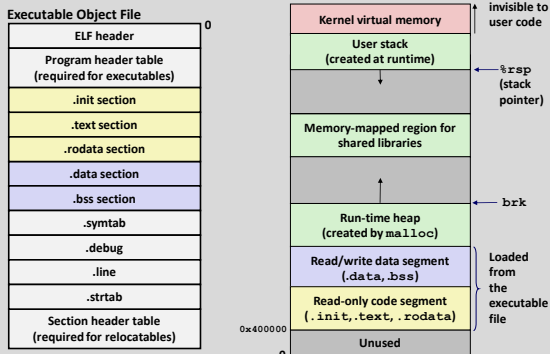 Executable Object File
0
ELF header
Program header table
(required for executables)
.init section
.text section
.rodata section
.data section
.bss section
.symtab
.debug
.line
.strtab
Section header table
(required for relocatables)
Kernel virtual memory
invisible to
user code
User stack
(created at runtime)
%rsp
(stack
pointer)
Memory-mapped region for
shared libraries
brk
Run-time heap
(created by malloc)
Read/write data segment
(.data, .bss)
Read-only code segment
(.init,.text, .rodata)
Loaded
from
the
executable
file
0x400000
Unused
0